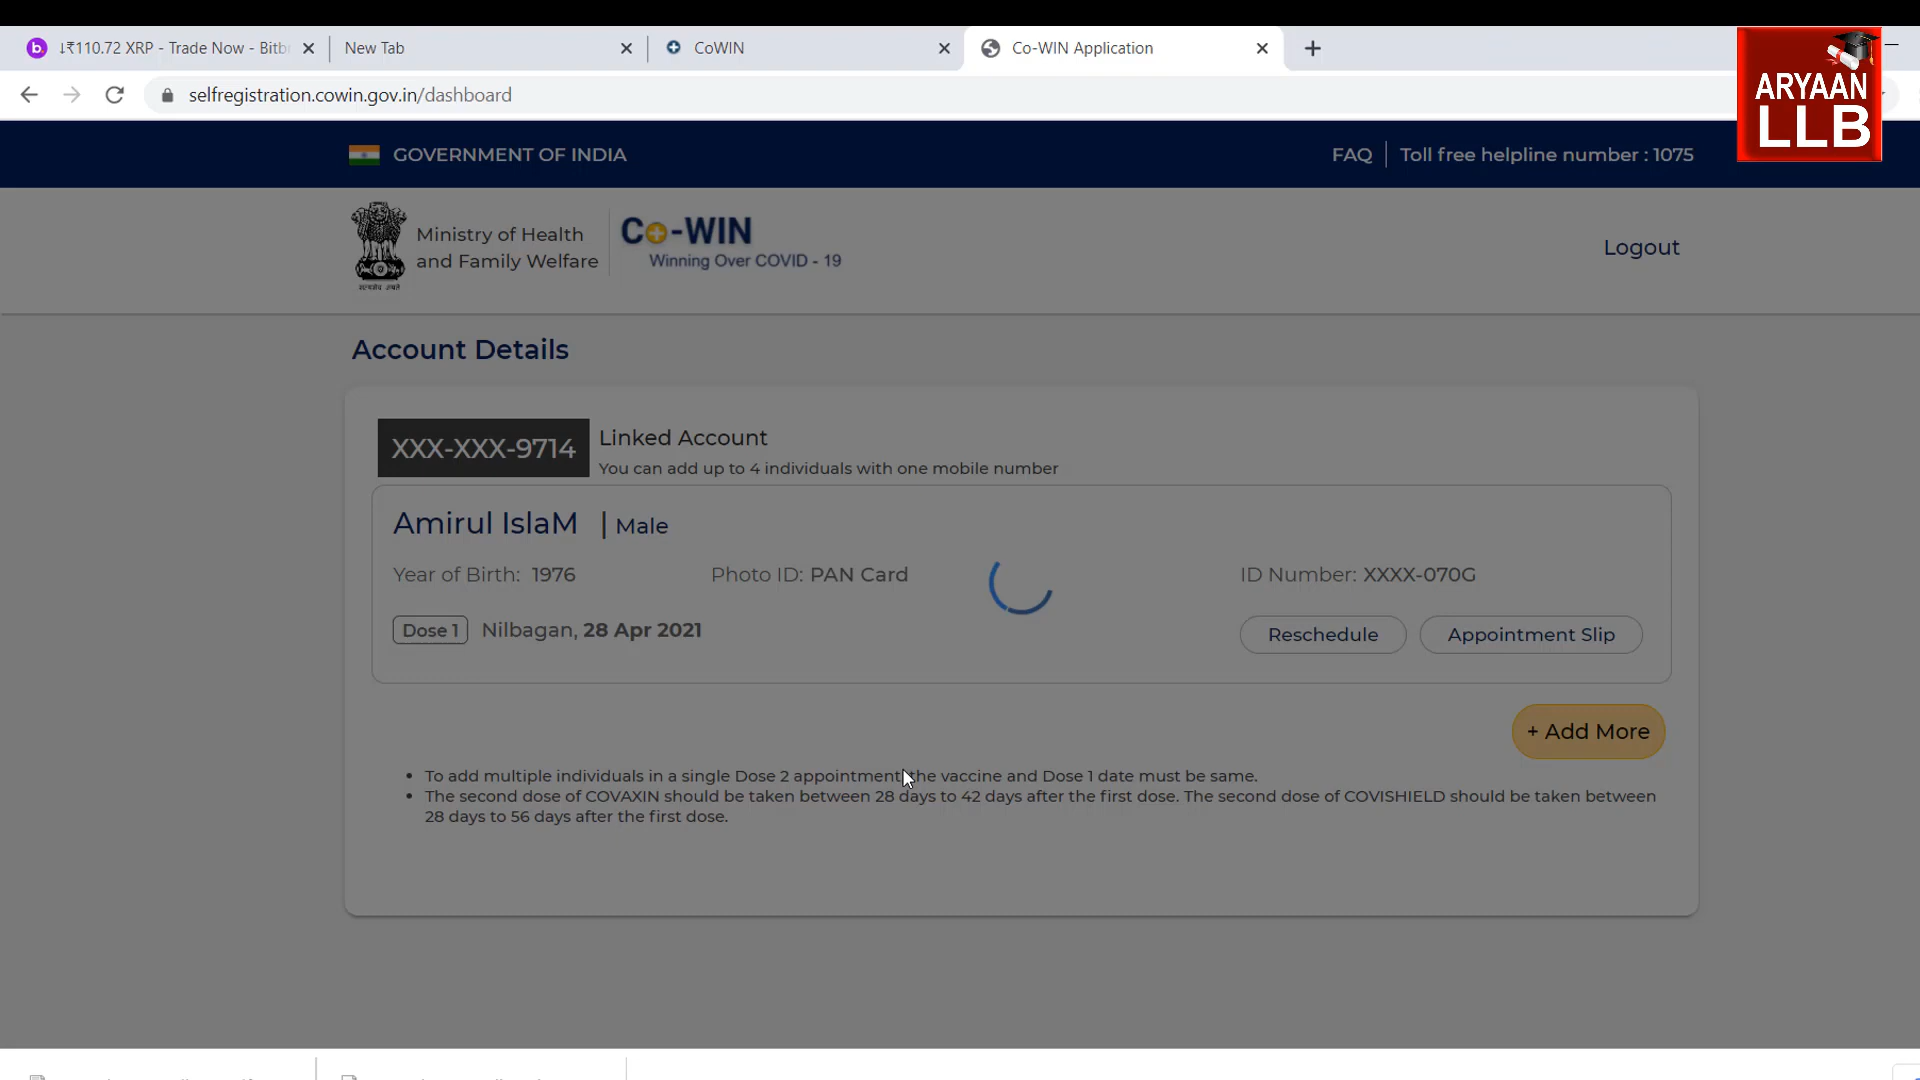 ↓₹110.72 XRP - Trade Now - Bitb
New Tab
CoWIN
Co-WIN Application
selfregistration.cowin.gov.in/dashboard
ARYAAN
LLB
GOVERNMENT OF INDIA
FAQ
Toll free helpline number : 1075
Ministry of Health
and Family Welfare
Co-WIN
Winning Over COVID - 19
Logout
Account Details
XXX-XXX-9714
Linked Account
You can add up to 4 individuals with one mobile number
Amirul IslaM | Male
Year of Birth: 1976
Photo ID: PAN Card
ID Number: XXXX-070G
Dose 1
Nilbagan, 28 Apr 2021
Reschedule
Appointment Slip
+ Add More
• To add multiple individuals in a single Dose 2 appointment the vaccine and Dose 1 date must be same.
• The second dose of COVAXIN should be taken between 28 days to 42 days after the first dose. The second dose of COVISHIELD should be taken between
28 days to 56 days after the first dose.